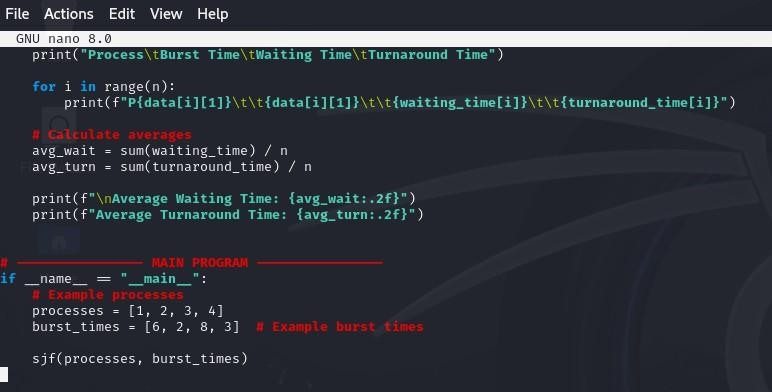 File Actions Edit View Help
GNU nano 8.0
    print("Process\tBurst Time\tWaiting Time\tTurnaround Time")
    for i in range(n):
        print(f"P{data[i][1]}\t\t{data[i][1]}\t\t{waiting_time[i]}\t\t{turnaround_time[i]}")
    # Calculate averages
    avg_wait = sum(waiting_time) / n
    avg_turn = sum(turnaround_time) / n
    print(f"\nAverage Waiting Time: {avg_wait:.2f}")
    print(f"Average Turnaround Time: {avg_turn:.2f}")
# ——————— MAIN PROGRAM ———————
if __name__ == "__main__":
    # Example processes
    processes = [1, 2, 3, 4]
    burst_times = [6, 2, 8, 3]  # Example burst times
    sjf(processes, burst_times)